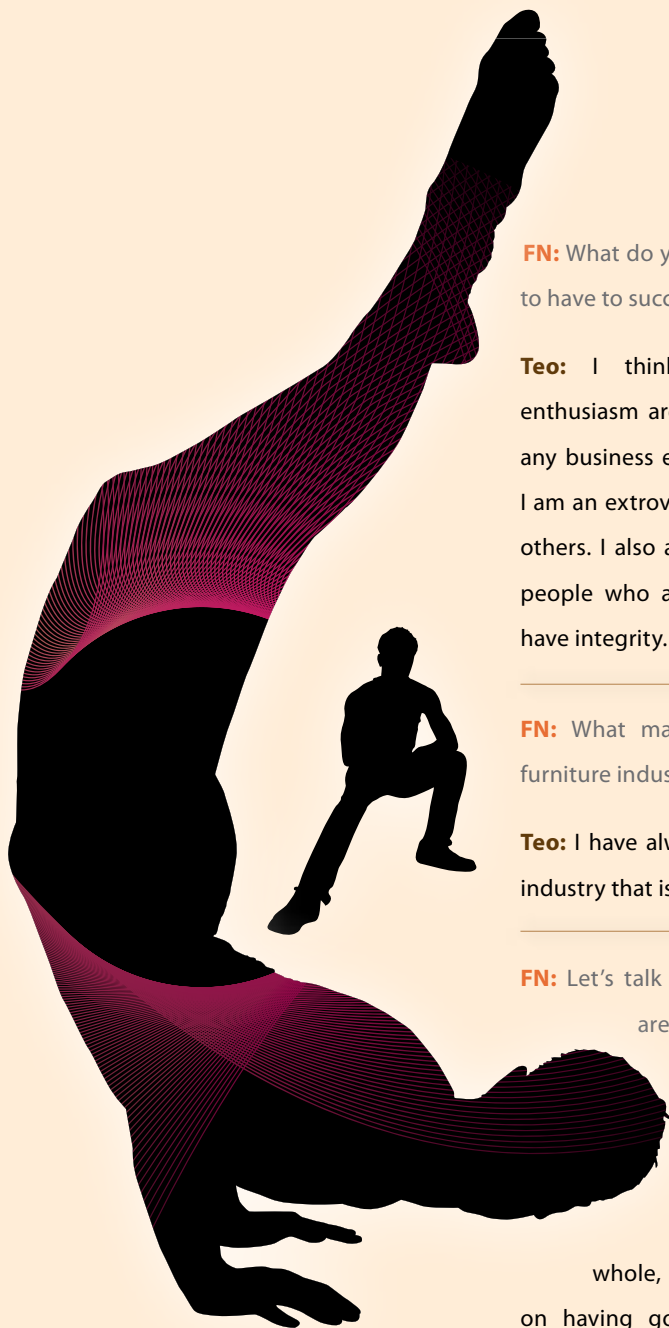 FN: What do y
to have to succ
Teo: I think
enthusiasm are
any business e
I am an extrov
others. I also a
people who a
have integrity.
FN: What ma
furniture indus
Teo: I have alw
industry that is
FN: Let’s talk
are
whole,
on having go